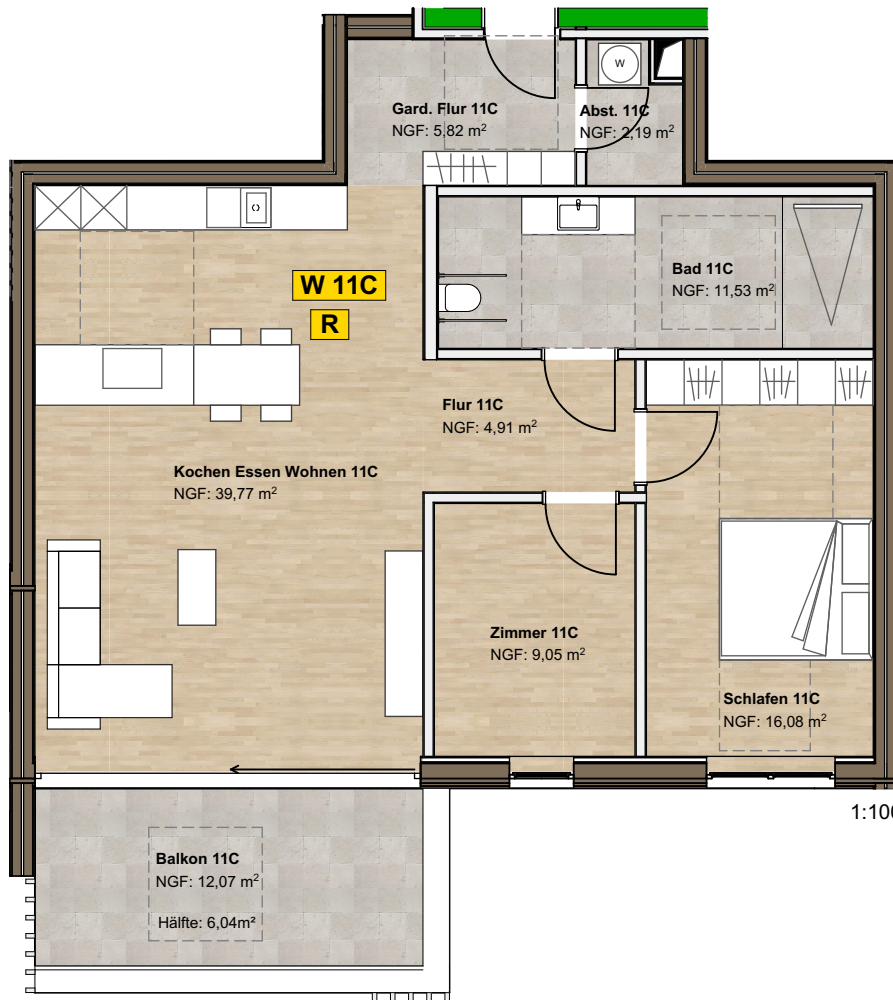 W
Gard. Flur 11C
NGF: 5,82 m²
Abst. 11C
NGF: 2,19 m²
Bad 11C
NGF: 11,53 m²
W 11C
R
Flur 11C
NGF: 4,91 m²
Kochen Essen Wohnen 11C
NGF: 39,77 m²
Zimmer 11C
NGF: 9,05 m²
Schlafen 11C
NGF: 16,08 m²
1:100
Balkon 11C
NGF: 12,07 m²
Hälfte: 6,04m²